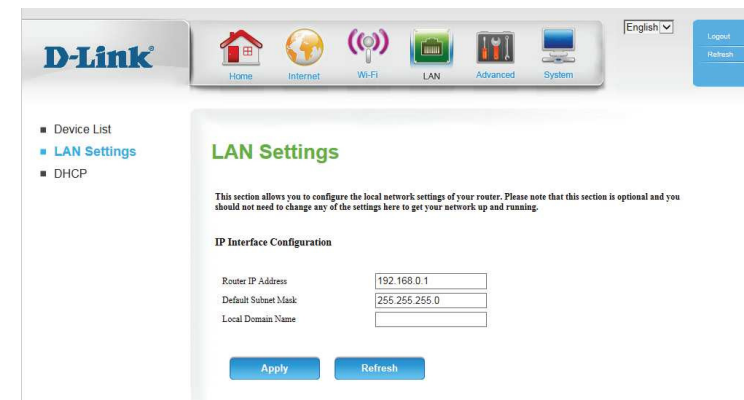 D-Link
Home
Internet
Wi-Fi
LAN
Advanced
System
English
Logout
Refresh
Device List
LAN Settings
DHCP
LAN Settings
This section allows you to configure the local network settings of your router. Please note that this section is optional and you
should not need to change any of the settings here to get your network up and running.
IP Interface Configuration
Router IP Address 192.168.0.1
Default Subnet Mask 255.255.255.0
Local Domain Name
Apply Refresh